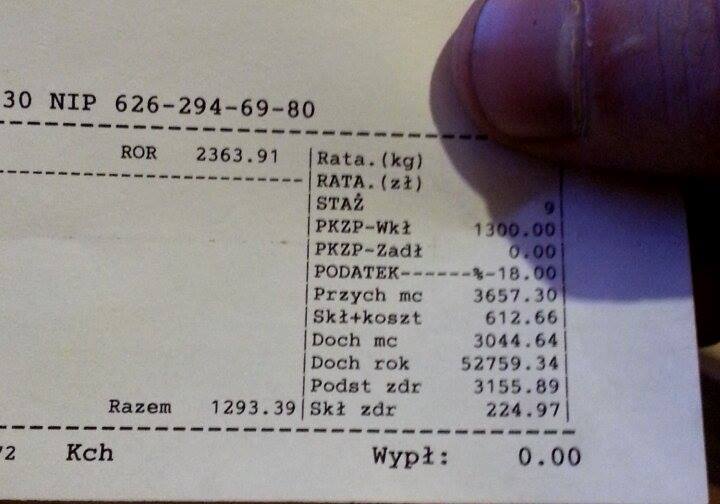 30 NIP 626-294-69-80
ROR 2363.91
Rata.(kg)
RATA.(zł)
STAŻ 9
PKZP-Wkł 1300.00
PKZP-Zadł 0.00
PODATEK------%-18.00
Przych mc 3657.30
Skł+koszt 612.66
Doch mc 3044.64
Doch rok 52759.34
Podst zdr 3155.89
Razem 1293.39
Skł zdr 224.97
72 Kch Wypł: 0.00